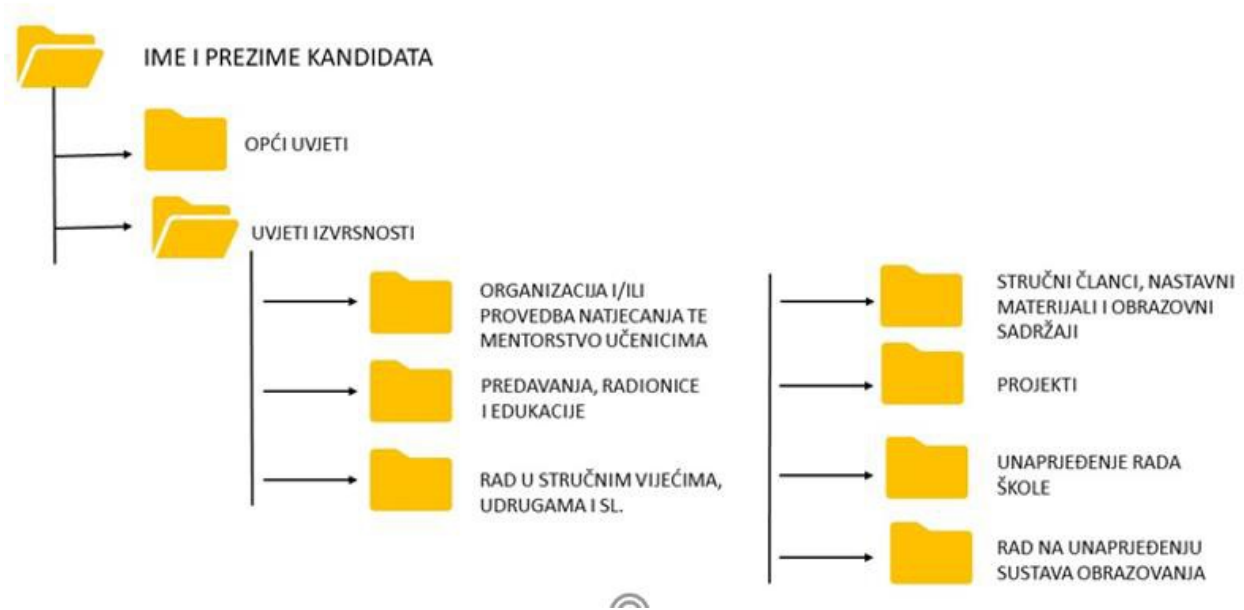 IME I PREZIME KANDIDATA
OPĆI UVJETI
UVJETI IZVRSNOSTI
ORGANIZACIJA I/ILI
PROVEDBA NATJECANJA TE
MENTORSTVO UČENICIMA
PREDAVANJA, RADIONICE
I EDUKACIJE
RAD U STRUČNIM VIJEĆIMA,
UDRUGAMA I SL.
STRUČNI ČLANCI, NASTAVNI
MATERIJALI I OBRAZOVNI
SADRŽAJI
PROJEKTI
UNAPRJEĐENJE RADA
ŠKOLE
RAD NA UNAPRJEĐENJU
SUSTAVA OBRAZOVANJA